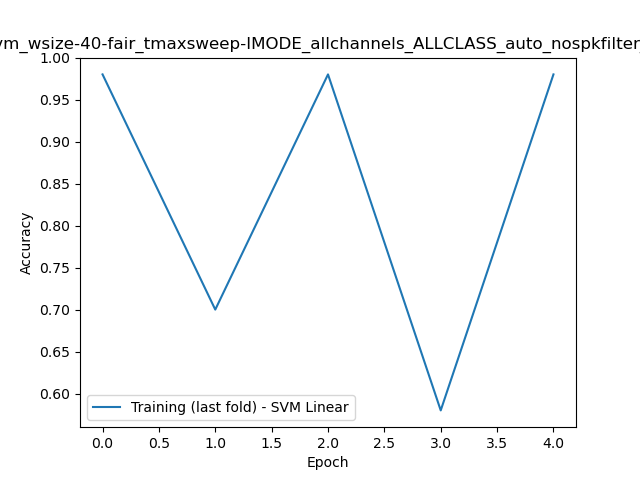 vm_wsize-40-fair_tmaxsweep-IMODE_allchannels_ALLCLASS_auto_nospkfilter_
1.00
0.95
0.90
0.85
0.80
0.75
0.70
0.65
0.60
Accuracy
Training (last fold) - SVM Linear
0.0 0.5 1.0 1.5 2.0 2.5 3.0 3.5 4.0
Epoch